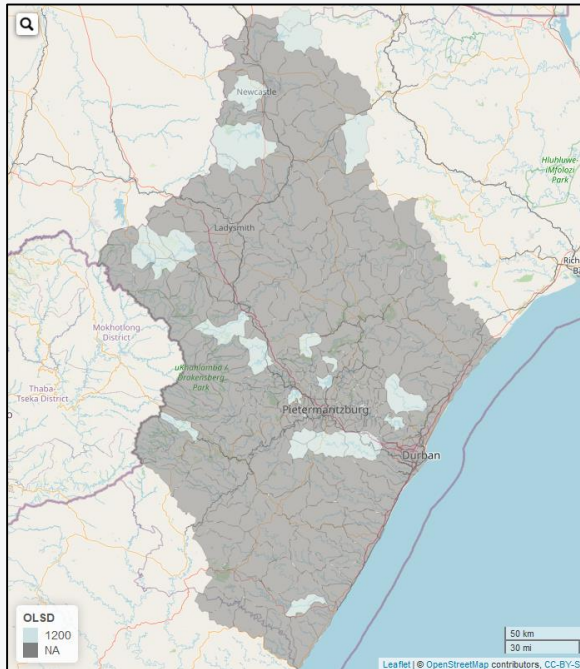 Newcastle
Hluhluwe-
iMfolozi
Park
Ladysmith
Rich
Ba
Mokhotlong
District
uKhahlamba /
Drakensberg
Park
Thaba-
Tseka District
Pietermaritzburg
Durban
OLSD
1200
NA
50 km
30 mi
Leaflet | © OpenStreetMap contributors, CC-BY-S